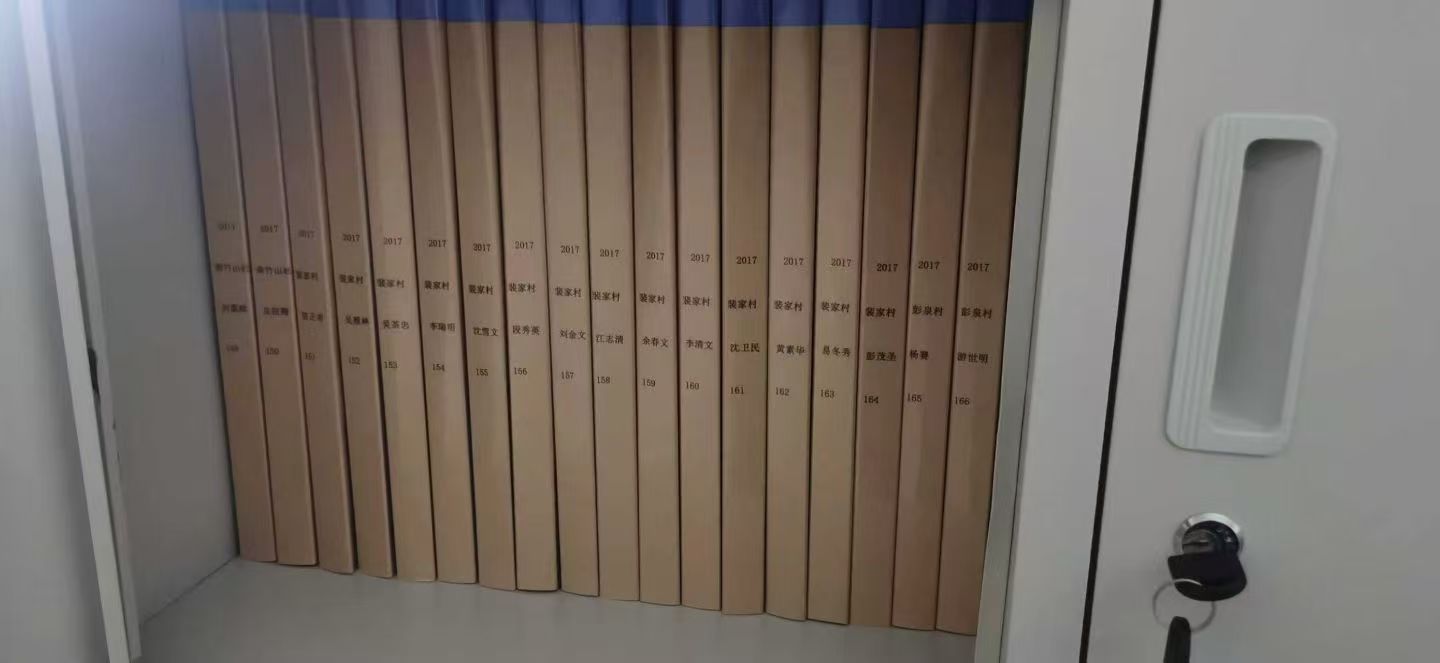 2017
2017
150
2017
裴家村
151
2017
裴家村
152
2017
裴家村
153
2017
裴家村
李瑞明
154
2017
裴家村
沈雪文
155
2017
裴家村
段秀英
156
2017
裴家村
刘金文
157
2017
裴家村
江志清
158
2017
裴家村
余春文
159
2017
裴家村
李清文
160
2017
裴家村
沈卫民
161
2017
裴家村
黄素毕
162
2017
裴家村
易冬秀
163
2017
裴家村
彭茂圣
164
2017
彭泉村
杨赛
165
2017
彭泉村
游世明
166